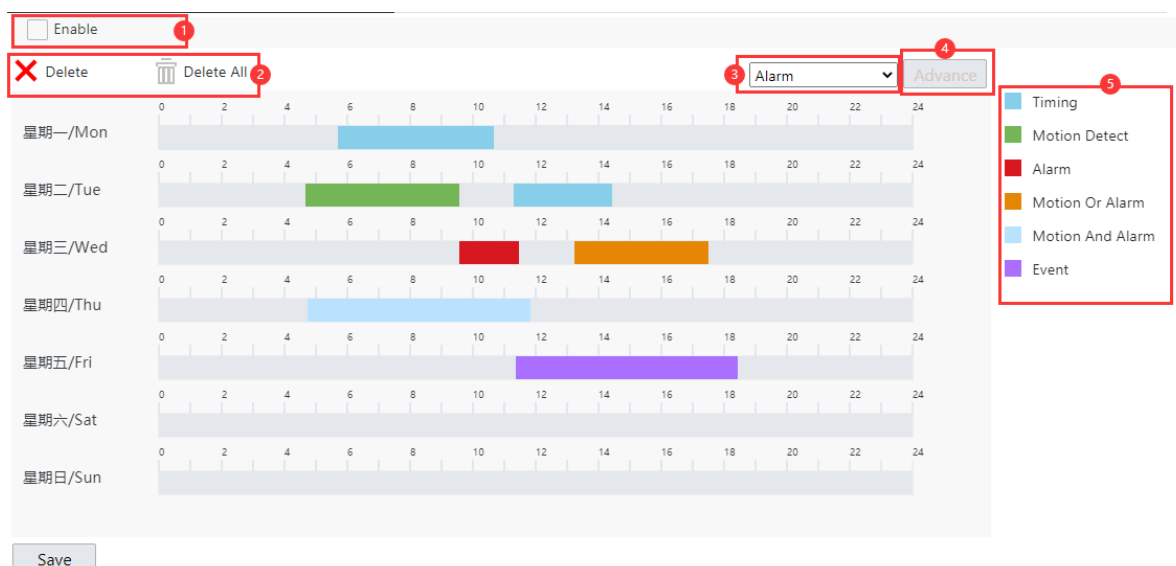 Enable
1
Delete Delete All 2
3 Alarm 4 Advance
5
0 2 4 6 8 10 12 14 16 18 20 22 24
星期一/Mon
0 2 4 6 8 10 12 14 16 18 20 22 24
星期二/Tue
0 2 4 6 8 10 12 14 16 18 20 22 24
星期三/Wed
0 2 4 6 8 10 12 14 16 18 20 22 24
星期四/Thu
0 2 4 6 8 10 12 14 16 18 20 22 24
星期五/Fri
0 2 4 6 8 10 12 14 16 18 20 22 24
星期六/Sat
0 2 4 6 8 10 12 14 16 18 20 22 24
星期日/Sun
Timing
Motion Detect
Alarm
Motion Or Alarm
Motion And Alarm
Event
Save